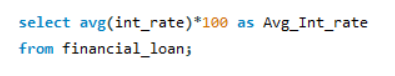 select avg(int_rate)*100 as Avg_Int_rate
from financial_loan;